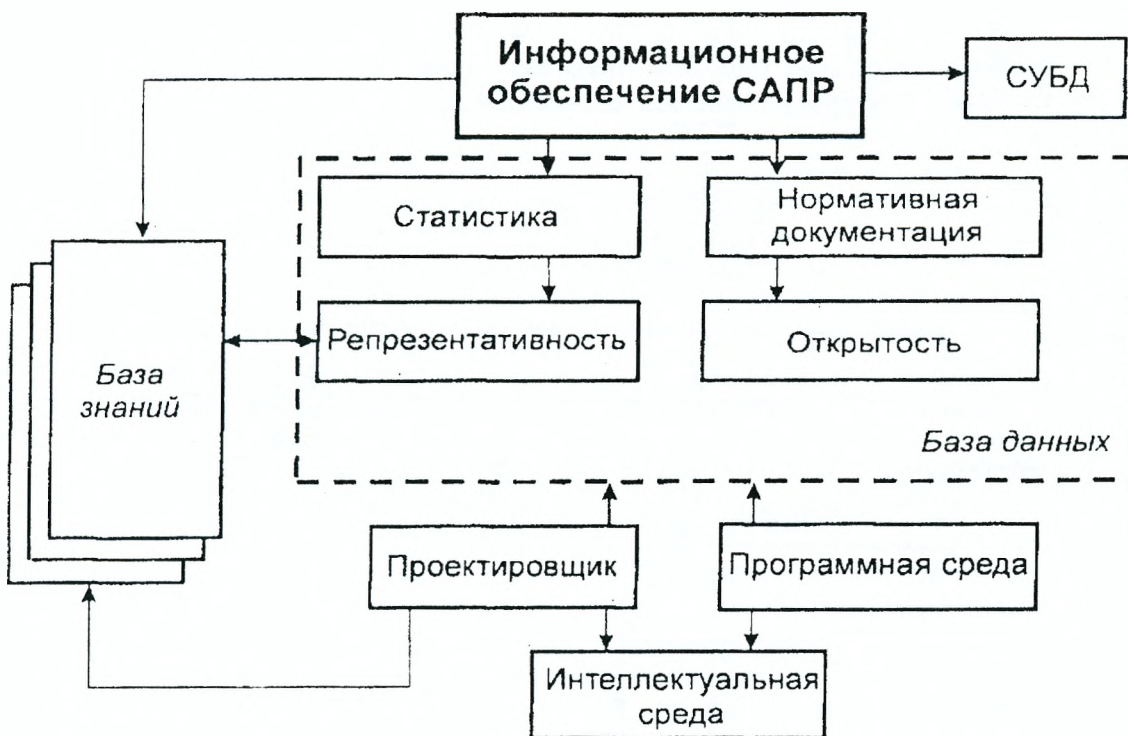 Информационное
обеспечение САПР
СУБД
Статистика
Нормативная
документация
Репрезентативность
Открытость
База
знаний
База данных
Проектировщик
Программная среда
Интеллектуальная
среда